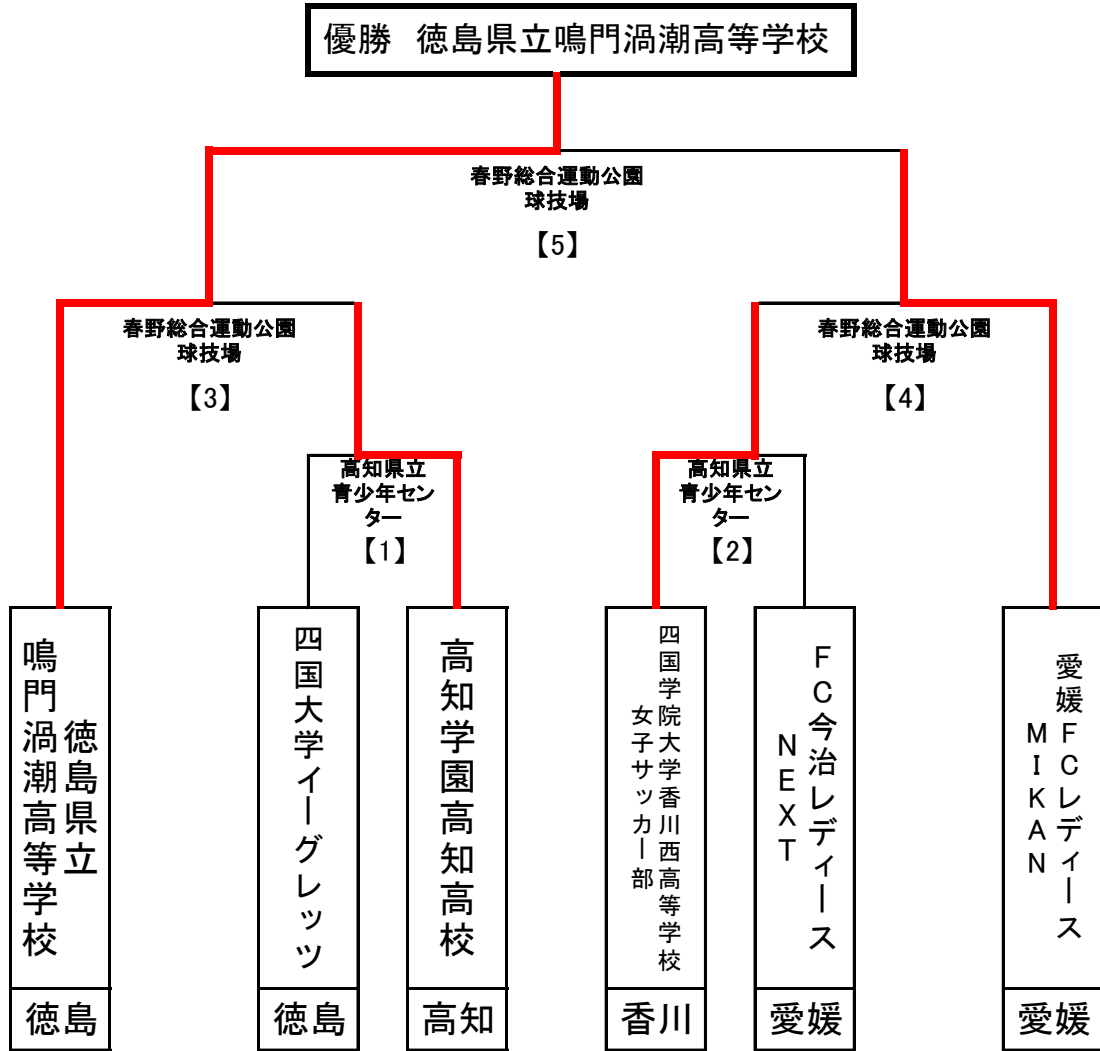 優勝 徳島県立鳴門渦潮高等学校
春野総合運動公園
球技場
【5】
春野総合運動公園
球技場
【3】
春野総合運動公園
球技場
【4】
高知県立
青少年セン
ター
【1】
高知県立
青少年セン
ター
【2】
徳島県立
鳴門渦潮高等学校
四国大学イーグレッツ
高知学園高知高校
四国学院大学香川西高等学校
女子サッカー部
FC今治レディース
NEXT
愛媛FCレディース
MIKAN
徳島
徳島
高知
香川
愛媛
愛媛